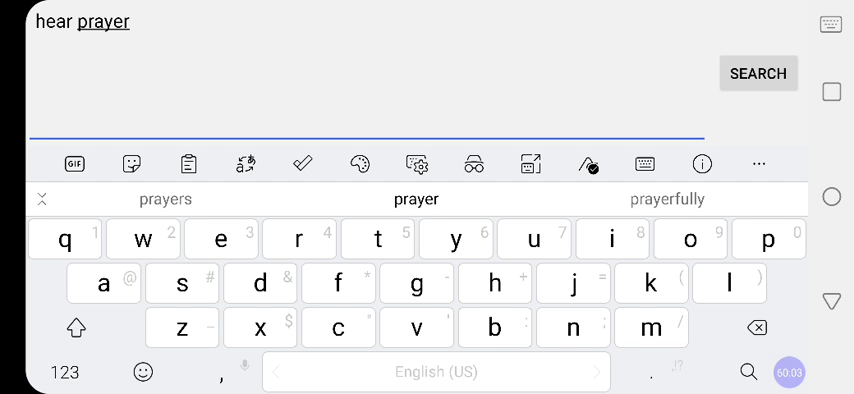 hear prayer
SEARCH
GIF
prayers prayer prayerfully
q 1 w 2 e 3 r 4 t 5 y 6 u 7 i 8 o 9 p 0
a @ s # d & f * g - h + j = k ( l )
z _ x $ c " v ' b : n ; m /
123 , English (US) . .!? 60:03